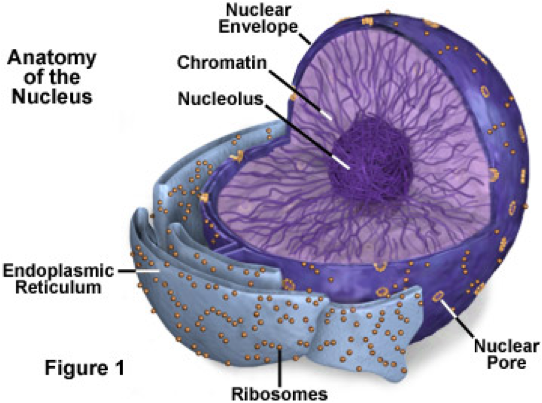 Nuclear
Envelope
Anatomy
of the
Nucleus
Chromatin
Nucleolus
Endoplasmic
Reticulum
Nuclear
Pore
Figure 1
Ribosomes